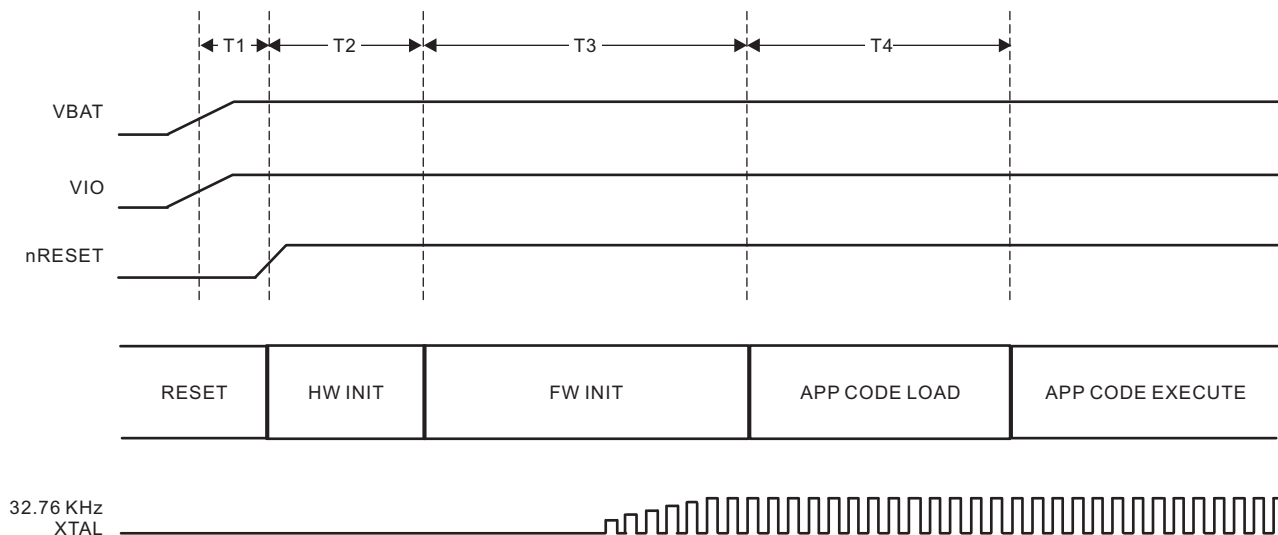 T1
T2
T3
T4
VBAT
VIO
nRESET
RESET
HW INIT
FW INIT
APP CODE LOAD
APP CODE EXECUTE
32.76 KHz
XTAL